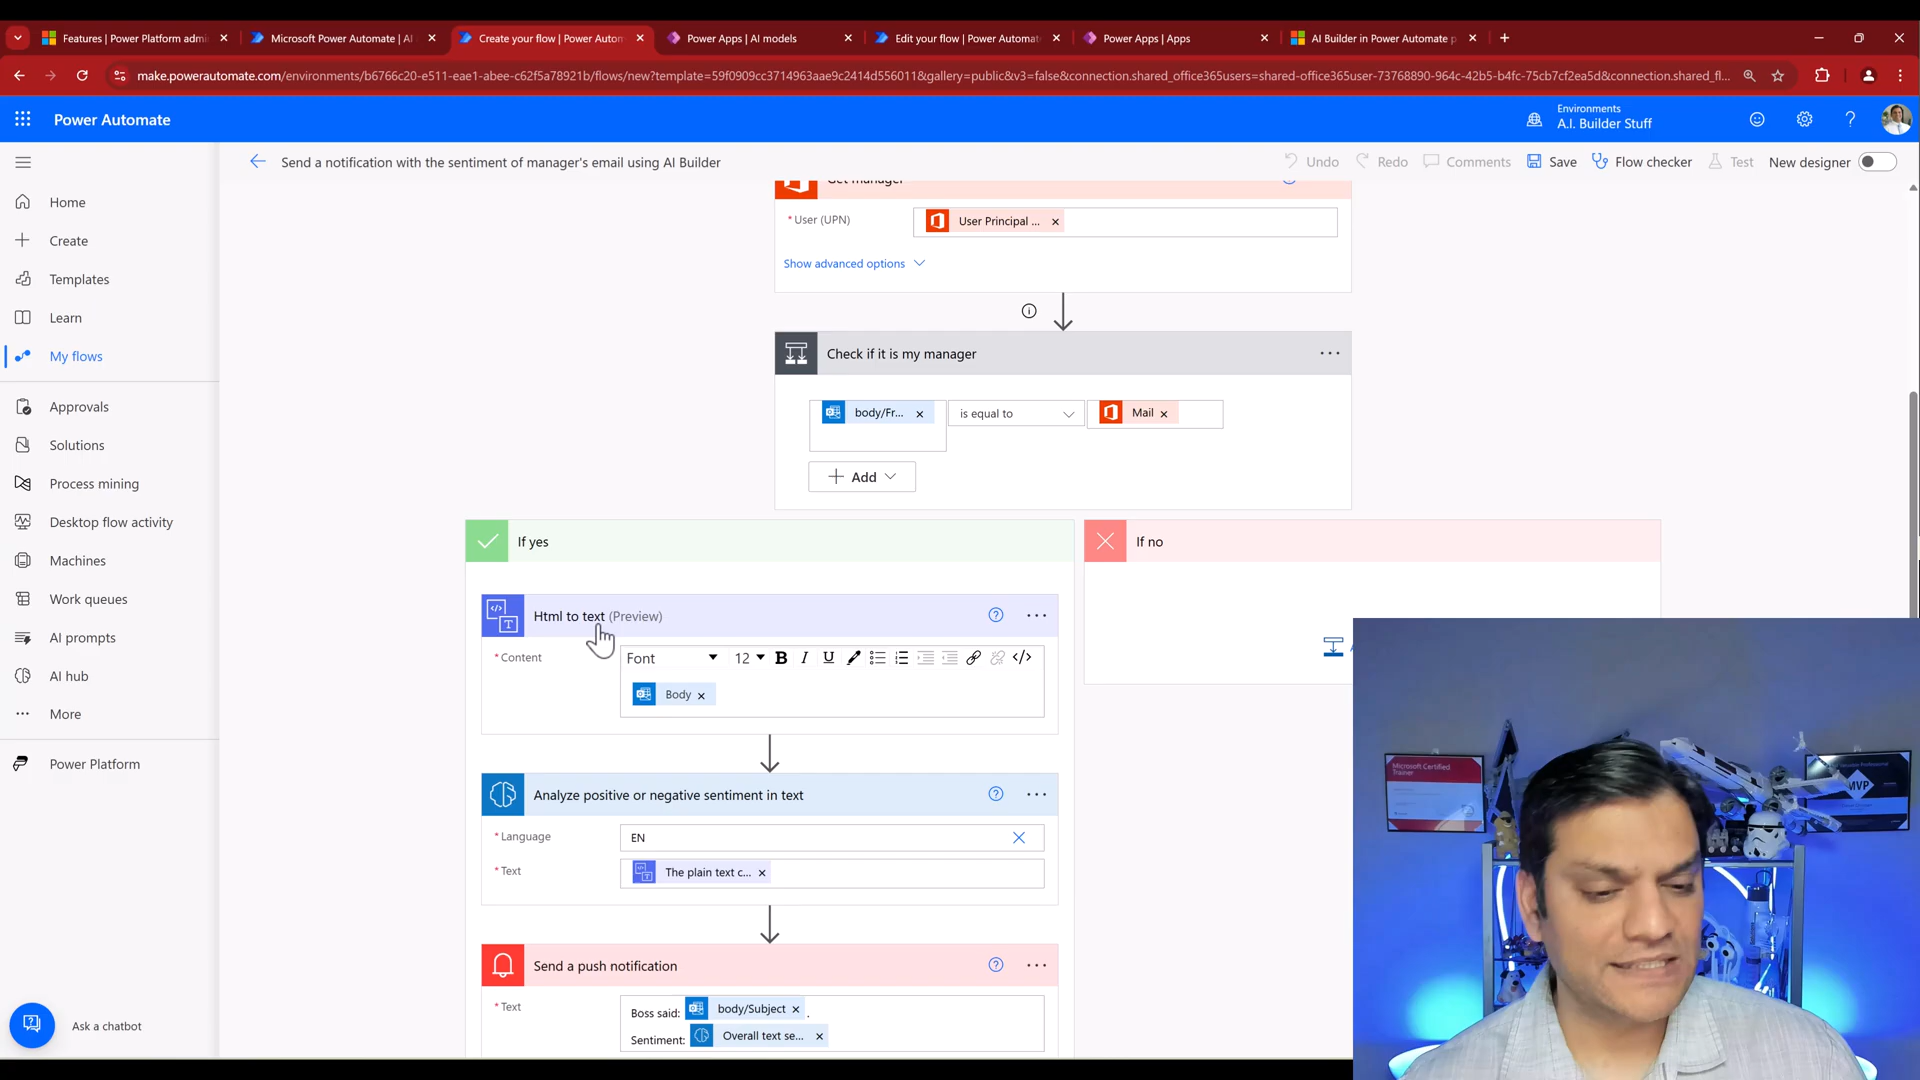 Features | Power Platform admi
Microsoft Power Automate | AI
Create your flow | Power Autom
Power Apps | AI models
Edit your flow | Power Automat
Power Apps | Apps
AI Builder in Power Automate p
make.powerautomate.com/environments/b6766c20-e511-eae1-abee-c62f5a78921b/flows/new?template=59f0909cc3714963aae9c2414d556011&gallery=public&v3=false&connection.shared_office365users=shared-office365user-73768890-964c-42b5-b4fc-75cb7cf2ea5d&connection.shared_fl...
Power Automate
Environments
A.I. Builder Stuff
Send a notification with the sentiment of manager's email using AI Builder
Undo
Redo
Comments
Save
Flow checker
Test
New designer
Home
Create
Templates
Learn
My flows
Approvals
Solutions
Process mining
Desktop flow activity
Machines
Work queues
AI prompts
AI hub
More
Power Platform
Ask a chatbot
Get manager
* User (UPN)
User Principal ...
Show advanced options
Check if it is my manager
body/Fr...
is equal to
Mail
Add
If yes
If no
Html to text (Preview)
* Content
Font
12
B I U
Body
Analyze positive or negative sentiment in text
* Language
EN
* Text
The plain text c...
Send a push notification
* Text
Boss said: body/Subject .
Sentiment: Overall text se...
Microsoft Certified
Trainer
MVP